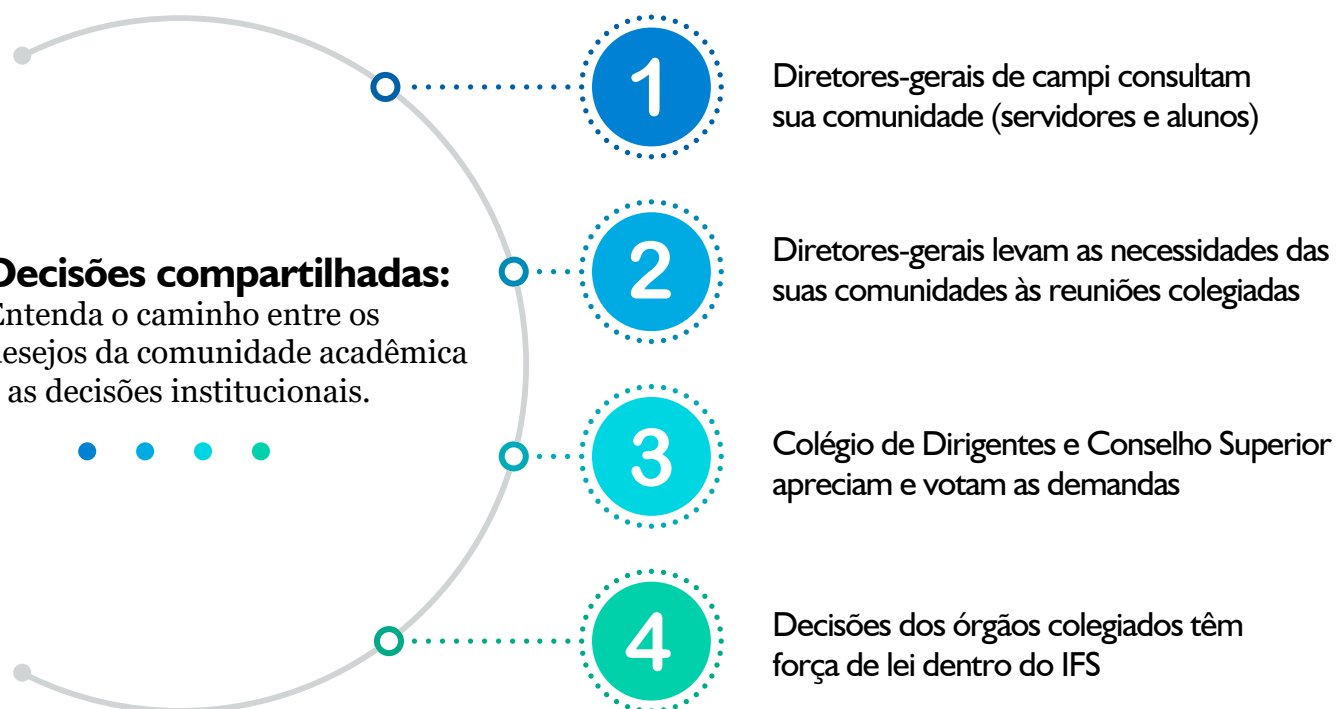 Decisões compartilhadas:
Entenda o caminho entre os
desejos da comunidade acadêmica
as decisões institucionais.
1
Diretores-gerais de campi consultam
sua comunidade (servidores e alunos)
2
Diretores-gerais levam as necessidades das
suas comunidades às reuniões colegiadas
3
Colégio de Dirigentes e Conselho Superior
apreciam e votam as demandas
4
Decisões dos órgãos colegiados têm
força de lei dentro do IFS